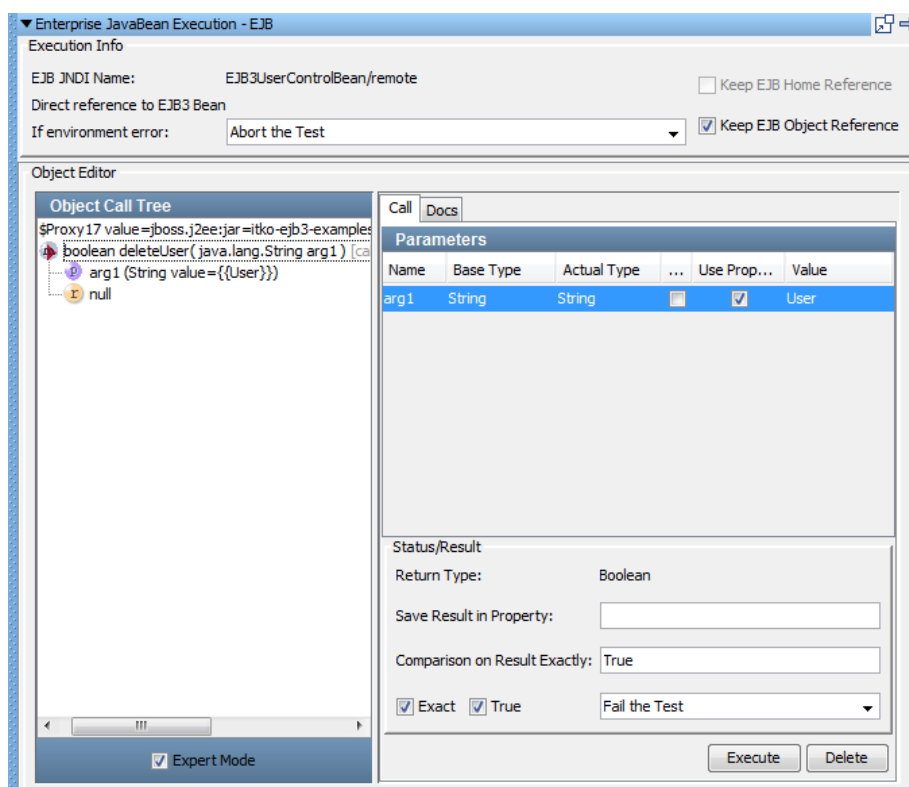 Enterprise JavaBean Execution - EJB
Execution Info
EJB JNDI Name: EJB3UserControlBean/remote
Keep EJB Home Reference
Direct reference to EJB3 Bean
If environment error: Abort the Test
Keep EJB Object Reference
Object Editor
Object Call Tree
$Proxy17 value=jboss.j2ee:jar=itko-ejb3-examples
boolean deleteUser( java.lang.String arg1 ) [ca
p arg1 (String value={{User}})
r null
Expert Mode
Call Docs
Parameters
Name Base Type Actual Type ... Use Prop... Value
arg1 String String User
Status/Result
Return Type: Boolean
Save Result in Property:
Comparison on Result Exactly: True
Exact True Fail the Test
Execute Delete